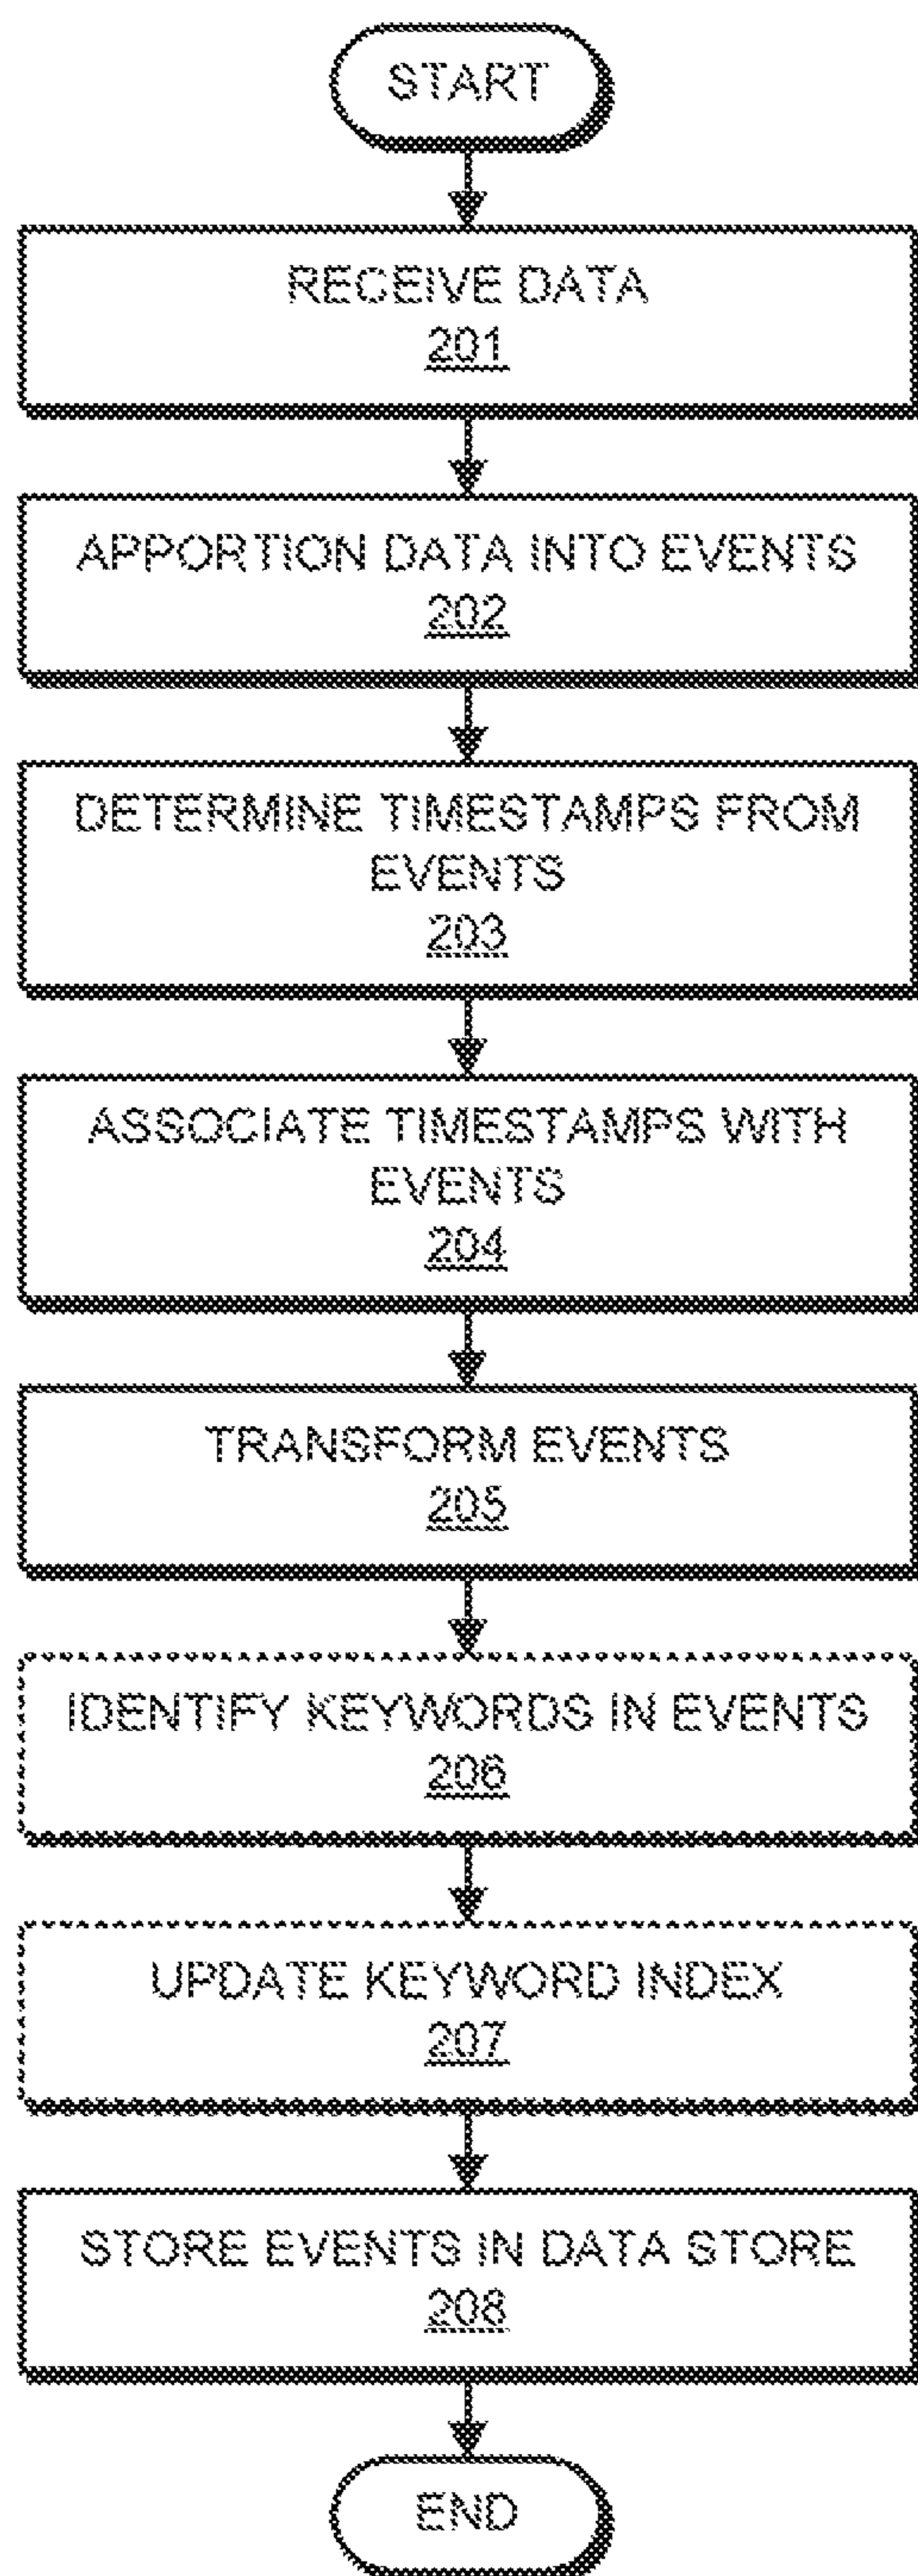 START
RECEIVE DATA
201
APPORTION DATA INTO EVENTS
202
DETERMINE TIMESTAMPS FROM
EVENTS
203
ASSOCIATE TIMESTAMPS WITH
EVENTS
204
TRANSFORM EVENTS
205
IDENTIFY KEYWORDS IN EVENTS
206
UPDATE KEYWORD INDEX
207
STORE EVENTS IN DATA STORE
208
END